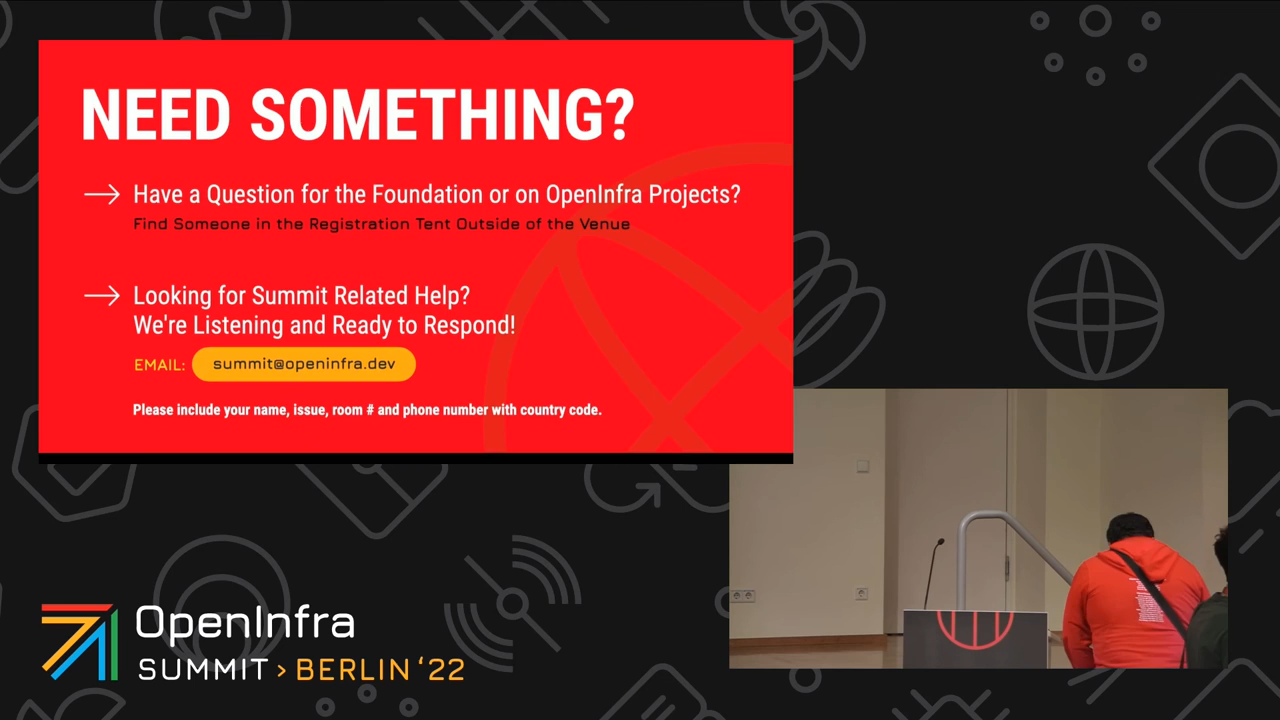 NEED SOMETHING?
Have a Question for the Foundation or on OpenInfra Projects?
Find Someone in the Registration Tent Outside of the Venue
Looking for Summit Related Help?
We're Listening and Ready to Respond!
EMAIL: summit@openinfra.dev
Please include your name, issue, room # and phone number with country code.
OpenInfra
SUMMIT > BERLIN ‘22